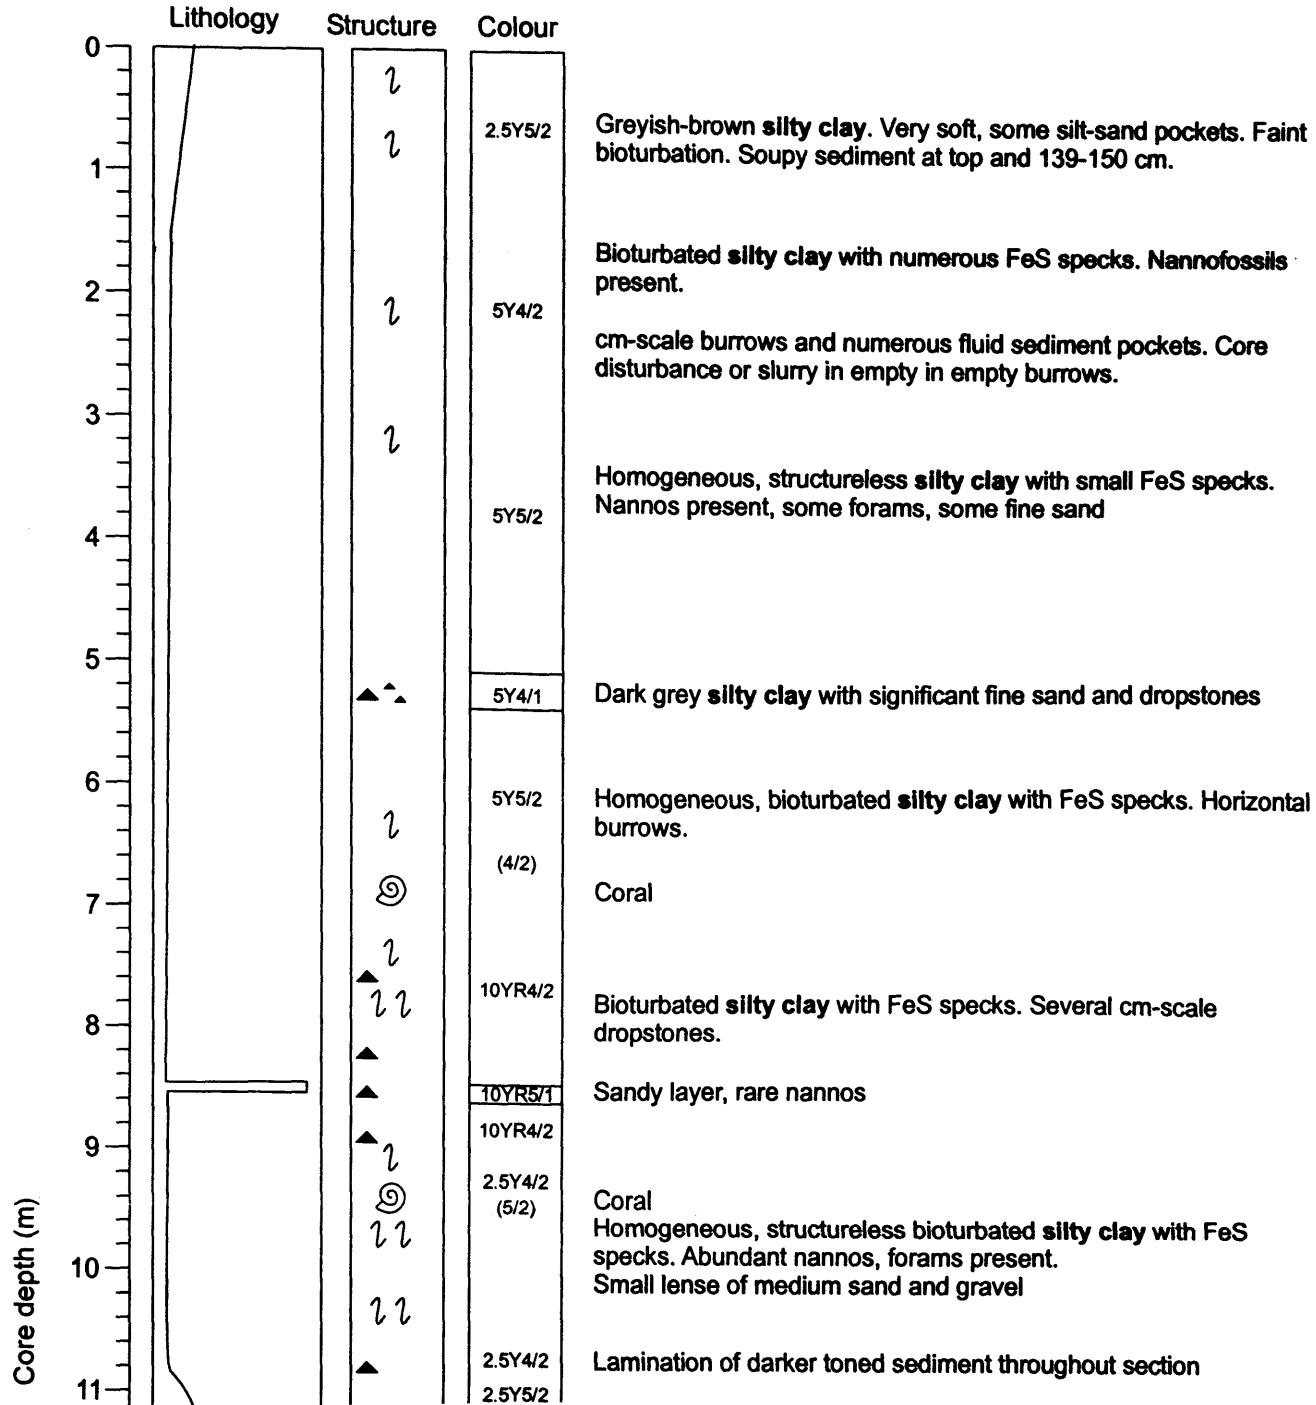 Lithology Structure Colour
0
2.5Y5/2 Greyish-brown silty clay. Very soft, some silt-sand pockets. Faint
bioturbation. Soupy sediment at top and 139-150 cm.
1
Bioturbated silty clay with numerous FeS specks. Nannofossils
present.
2
5Y4/2
cm-scale burrows and numerous fluid sediment pockets. Core
disturbance or slurry in empty in empty burrows.
3
Homogeneous, structureless silty clay with small FeS specks.
Nannos present, some forams, some fine sand
5Y5/2
4
5
5Y4/1 Dark grey silty clay with significant fine sand and dropstones
6
5Y5/2 Homogeneous, bioturbated silty clay with FeS specks. Horizontal
burrows.
(4/2)
Coral
7
10YR4/2
Bioturbated silty clay with FeS specks. Several cm-scale
dropstones.
8
10YR5/1 Sandy layer, rare nannos
10YR4/2
9
2.5Y4/2
(5/2)
Coral
Homogeneous, structureless bioturbated silty clay with FeS
specks. Abundant nannos, forams present.
Small lense of medium sand and gravel
10
2.5Y4/2 Lamination of darker toned sediment throughout section
11
2.5Y5/2
Core depth (m)